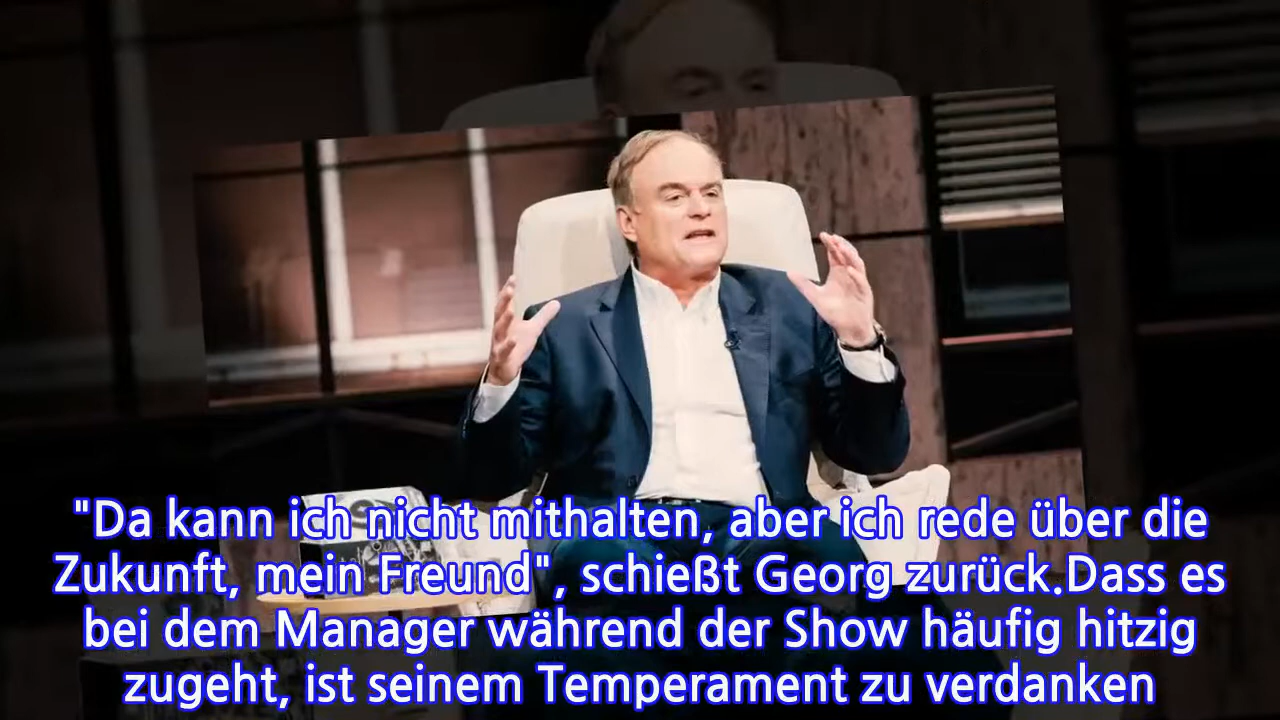 "Da kann ich nicht mithalten, aber ich rede über die
Zukunft, mein Freund", schießt Georg zurück.Dass es
bei dem Manager während der Show häufig hitzig
zugeht, ist seinem Temperament zu verdanken